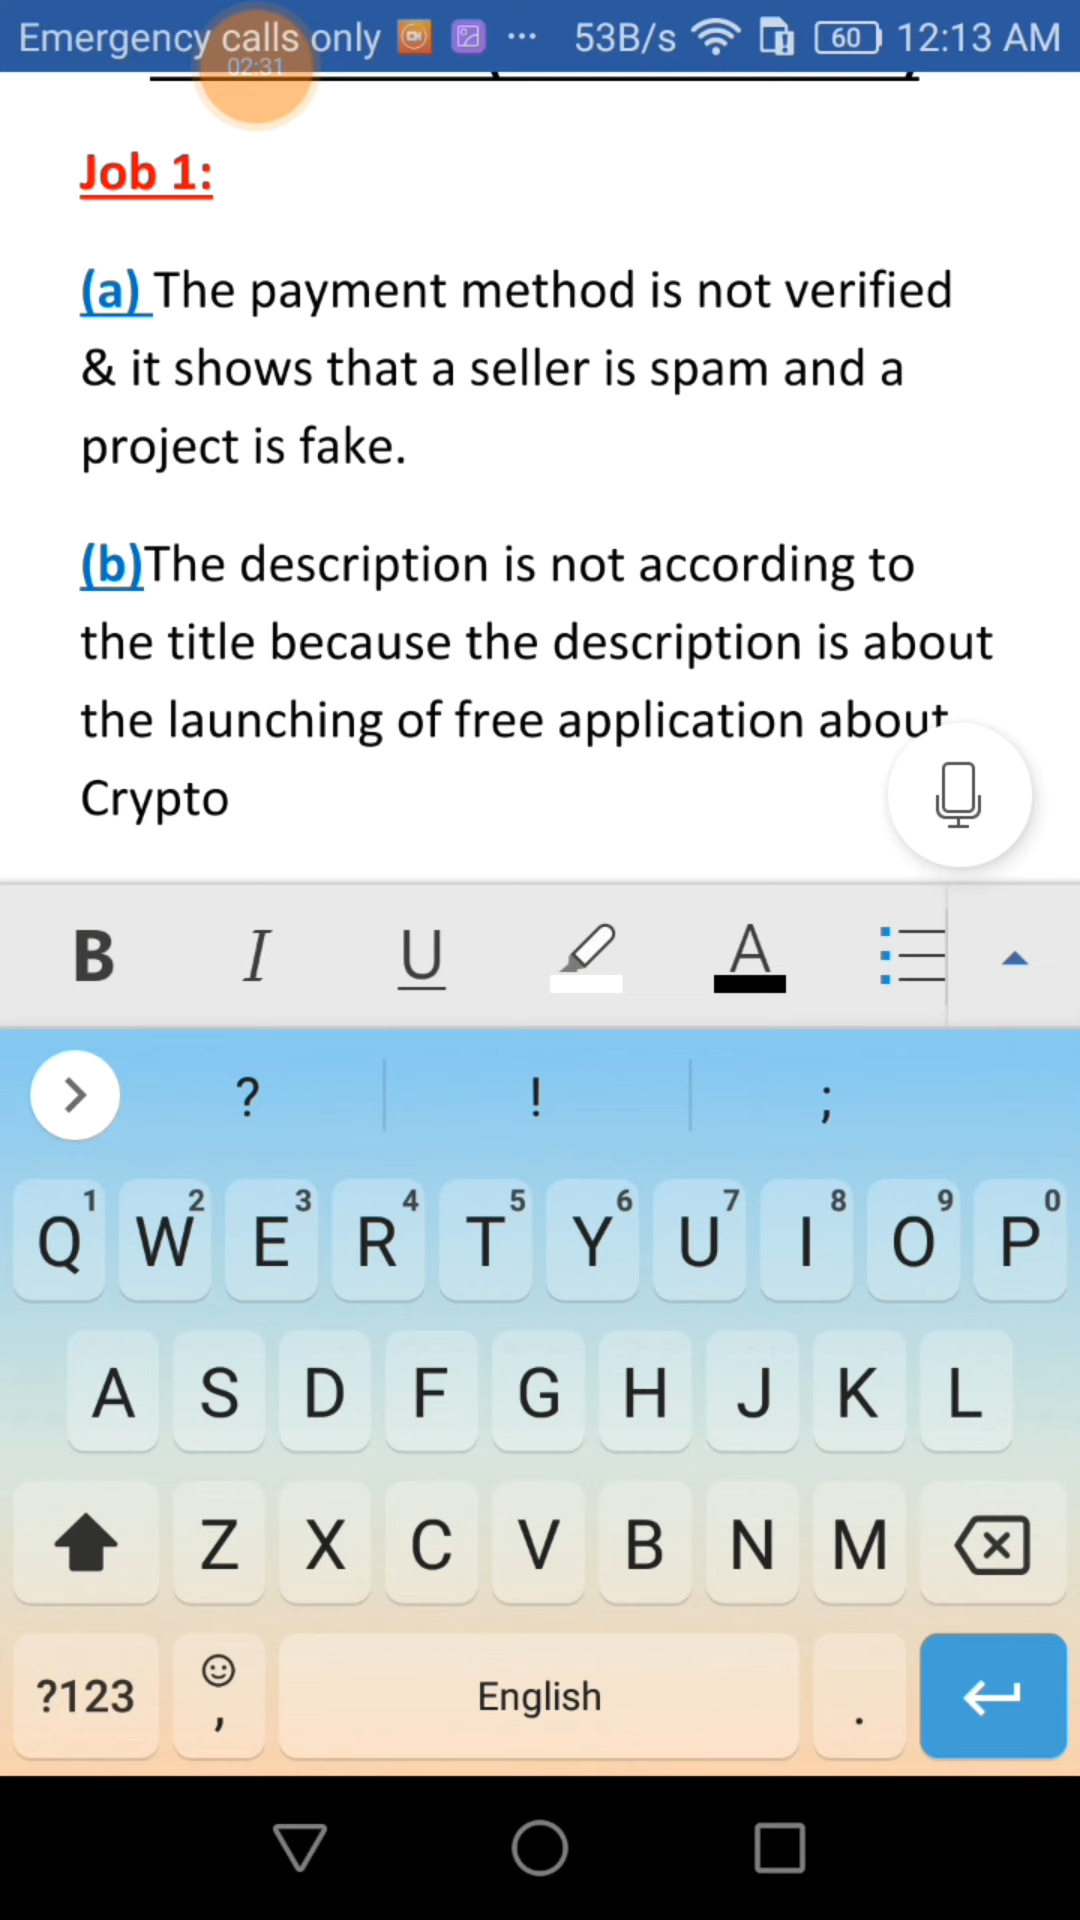 Emergency calls only ... 53B/s 60 12:13 AM
02:31
Job 1:
(a) The payment method is not verified
& it shows that a seller is spam and a
project is fake.
(b)The description is not according to
the title because the description is about
the launching of free application about
Crypto
B I U A
? ! ;
1 2 3 4 5 6 7 8 9 0
Q W E R T Y U I O P
A S D F G H J K L
Z X C V B N M
?123 , English .